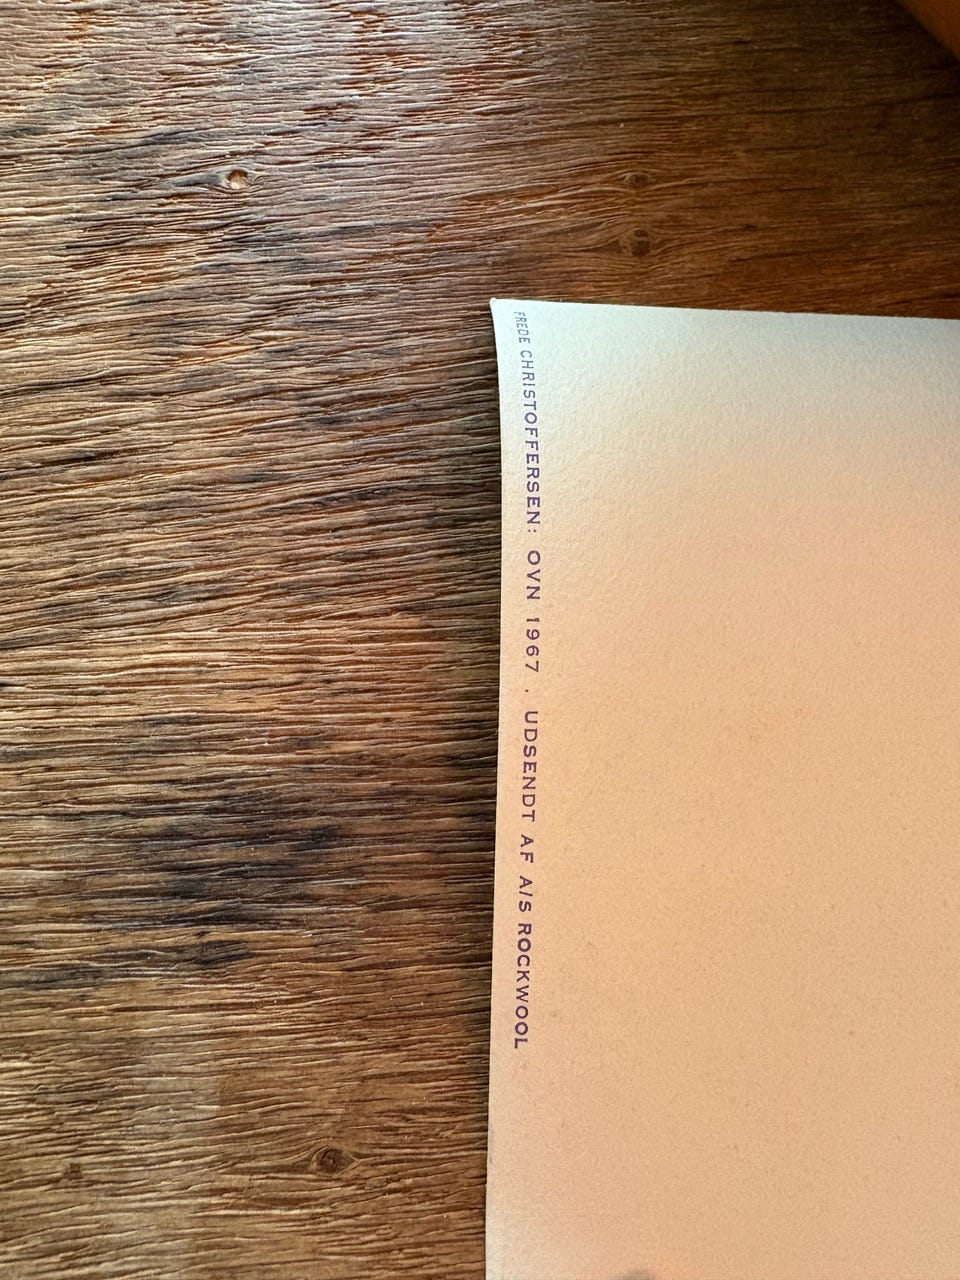 FREDE CHRISTOFFERSEN: OVN 1967 . UDSENDT AF A/S ROCKWOOL